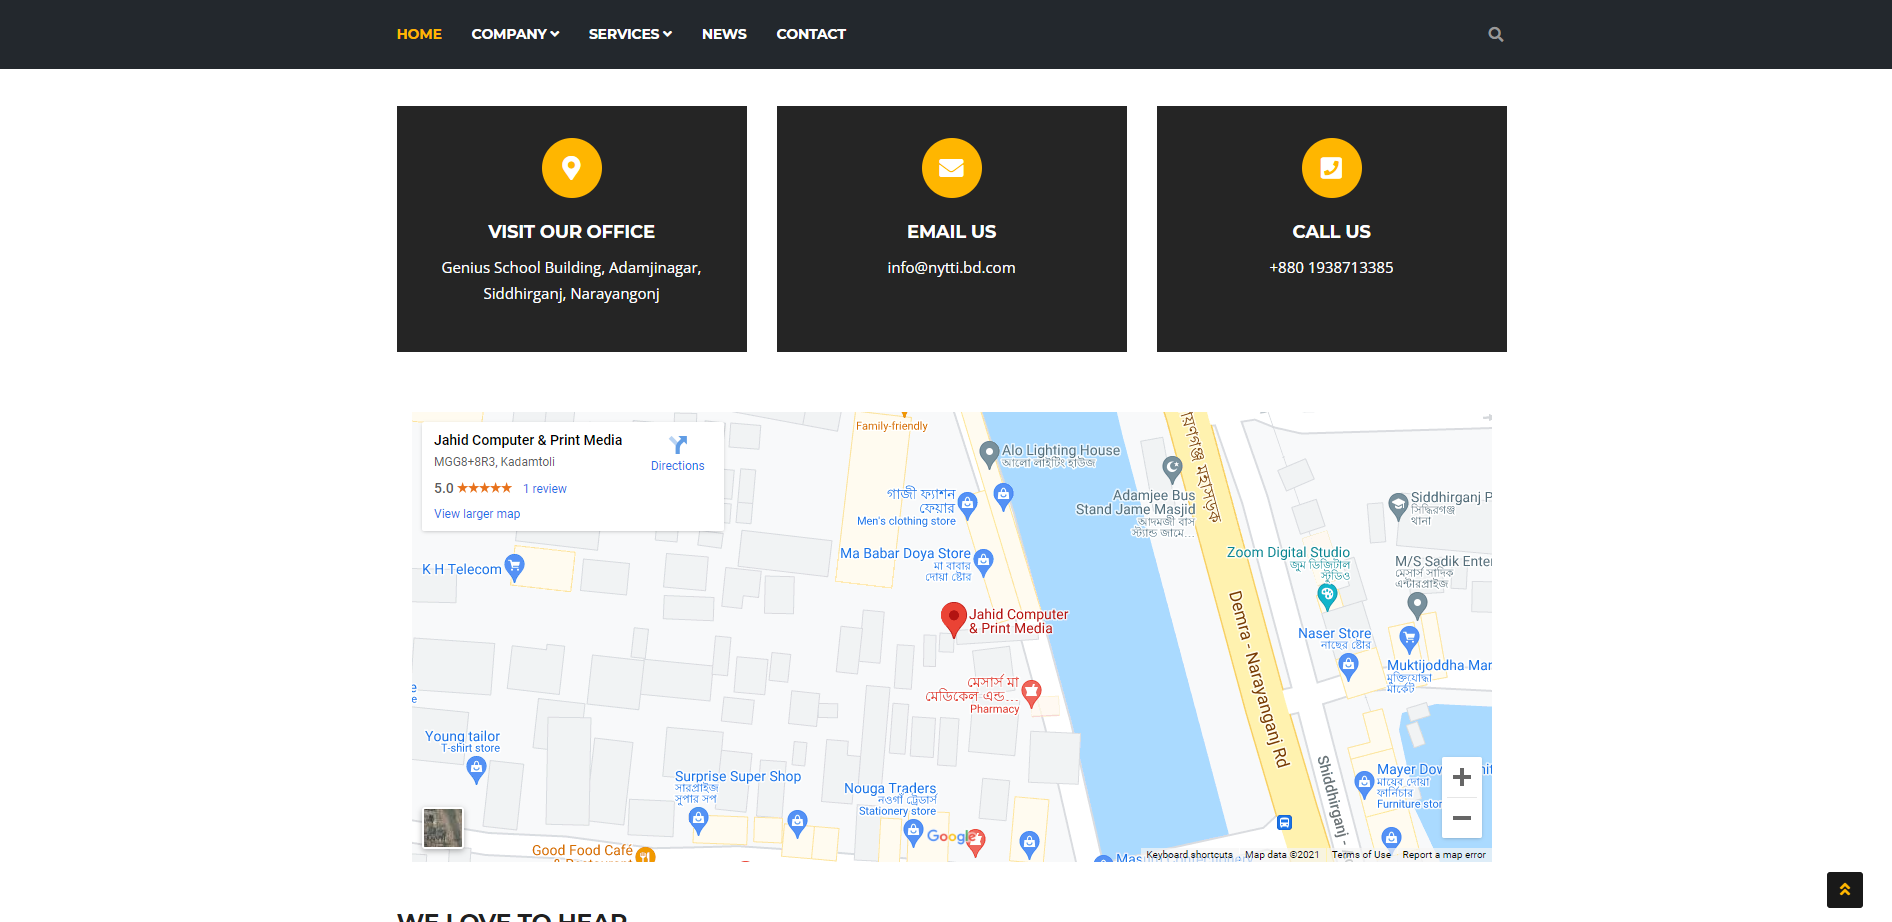 HOME COMPANY SERVICES NEWS CONTACT
VISIT OUR OFFICE
Genius School Building, Adamjinagar,
Siddhirganj, Narayangonj
EMAIL US
info@nytti.bd.com
CALL US
+880 1938713385
Jahid Computer & Print Media
MGG8+8R3, Kadamtoli
5.0 1 review
View larger map
Directions
Family-friendly
Alo Lighting House
আলো লাইটিং হাউজ
গাজী ফ্যাশন
ফেয়ার
Men's clothing store
Adamjee Bus
Stand Jame Masjid
আদমজী বাস
স্ট্যান্ড জামে...
Siddhirganj P
সিদ্ধিরগঞ্জ
থানা
Ma Babar Doya Store
মা বাবার
দোয়া ষ্টোর
Zoom Digital Studio
জুম ডিজিটাল
স্টুডিও
M/S Sadik Enter
মেসার্স সাদিক
এন্টারপ্রাইজ
K H Telecom
Jahid Computer
& Print Media
Demra - Narayanganj Rd
Naser Store
নাছের ষ্টোর
Muktijoddha Mar
মুক্তিযোদ্ধা
মার্কেট
মেসার্স মা
মেডিকেল এন্ড...
Pharmacy
Young tailor
T-shirt store
Surprise Super Shop
সারপ্রাইজ
সুপার সপ
Nouga Traders
নওগাঁ ট্রেডার্স
Stationery store
Shiddhirganj -
মায়ের দোয়া
ফার্নিচার
Furniture stor
Good Food Café
Google
Keyboard shortcuts Map data ©2021 Terms of Use Report a map error
WE LOVE TO HEAR